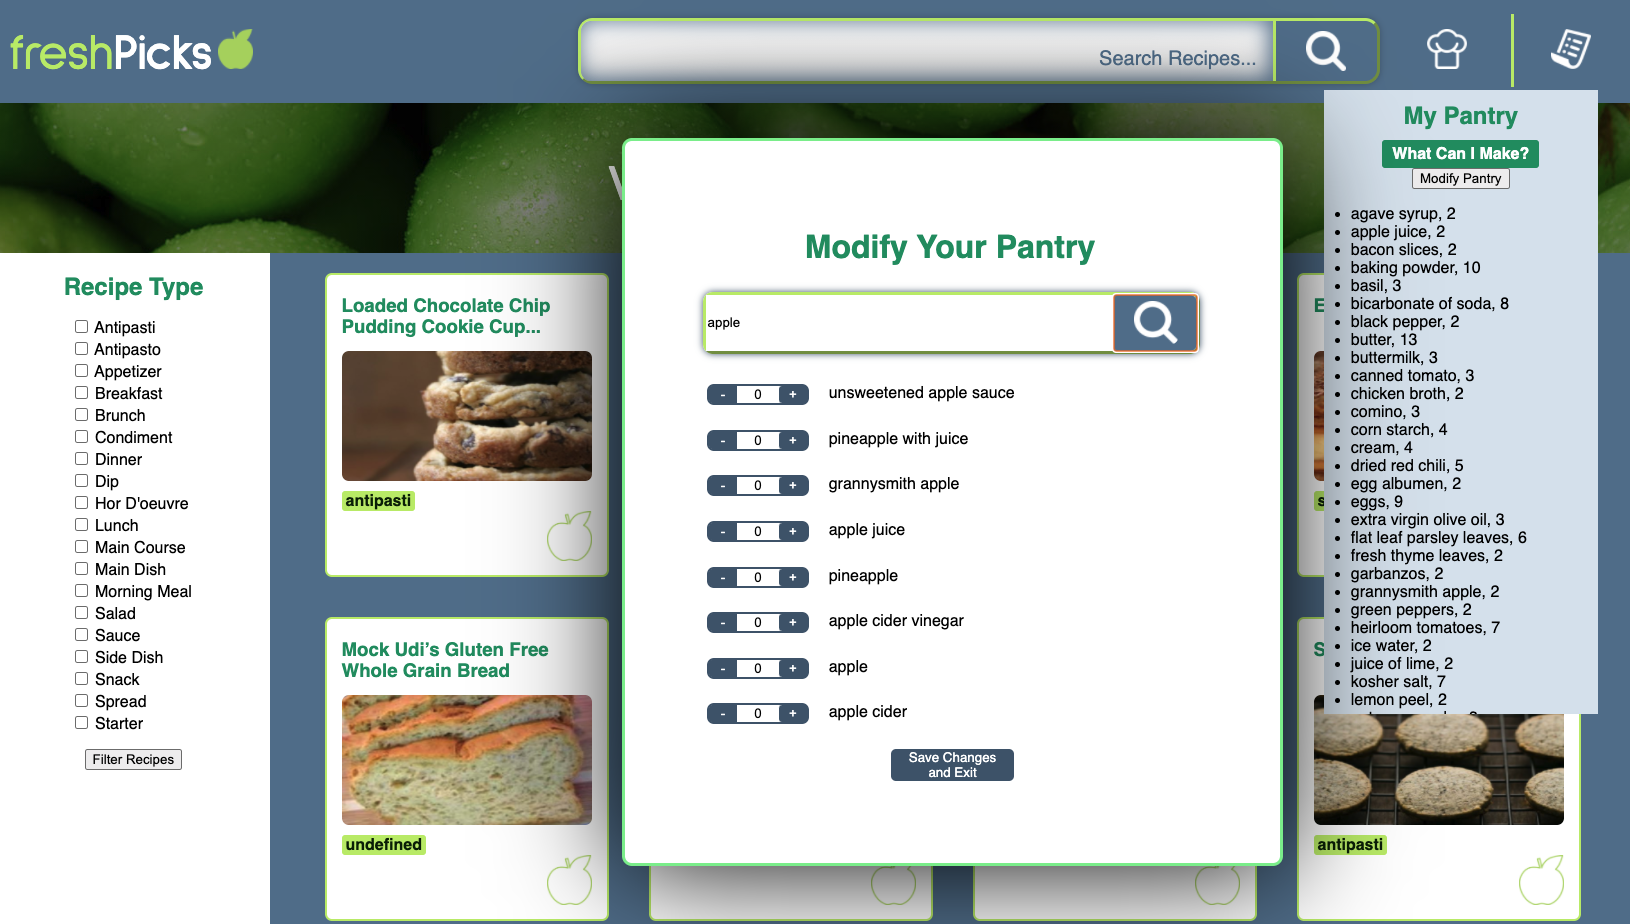 freshPicks
Search Recipes...
My Pantry
What Can I Make?
Modify Pantry
agave syrup, 2
apple juice, 2
bacon slices, 2
baking powder, 10
basil, 3
bicarbonate of soda, 8
black pepper, 2
butter, 13
buttermilk, 3
canned tomato, 3
chicken broth, 2
comino, 3
corn starch, 4
cream, 4
dried red chili, 5
egg albumen, 2
eggs, 9
extra virgin olive oil, 3
flat leaf parsley leaves, 6
fresh thyme leaves, 2
garbanzos, 2
grannysmith apple, 2
green peppers, 2
heirloom tomatoes, 7
ice water, 2
juice of lime, 2
kosher salt, 7
lemon peel, 2
Modify Your Pantry
apple
- 0 + unsweetened apple sauce
- 0 + pineapple with juice
- 0 + grannysmith apple
- 0 + apple juice
- 0 + pineapple
- 0 + apple cider vinegar
- 0 + apple
- 0 + apple cider
Save Changes
and Exit
Recipe Type
Antipasti
Antipasto
Appetizer
Breakfast
Brunch
Condiment
Dinner
Dip
Hor D'oeuvre
Lunch
Main Course
Main Dish
Morning Meal
Salad
Sauce
Side Dish
Snack
Spread
Starter
Filter Recipes
Loaded Chocolate Chip
Pudding Cookie Cup...
antipasti
Mock Udi’s Gluten Free
Whole Grain Bread
undefined
antipasti